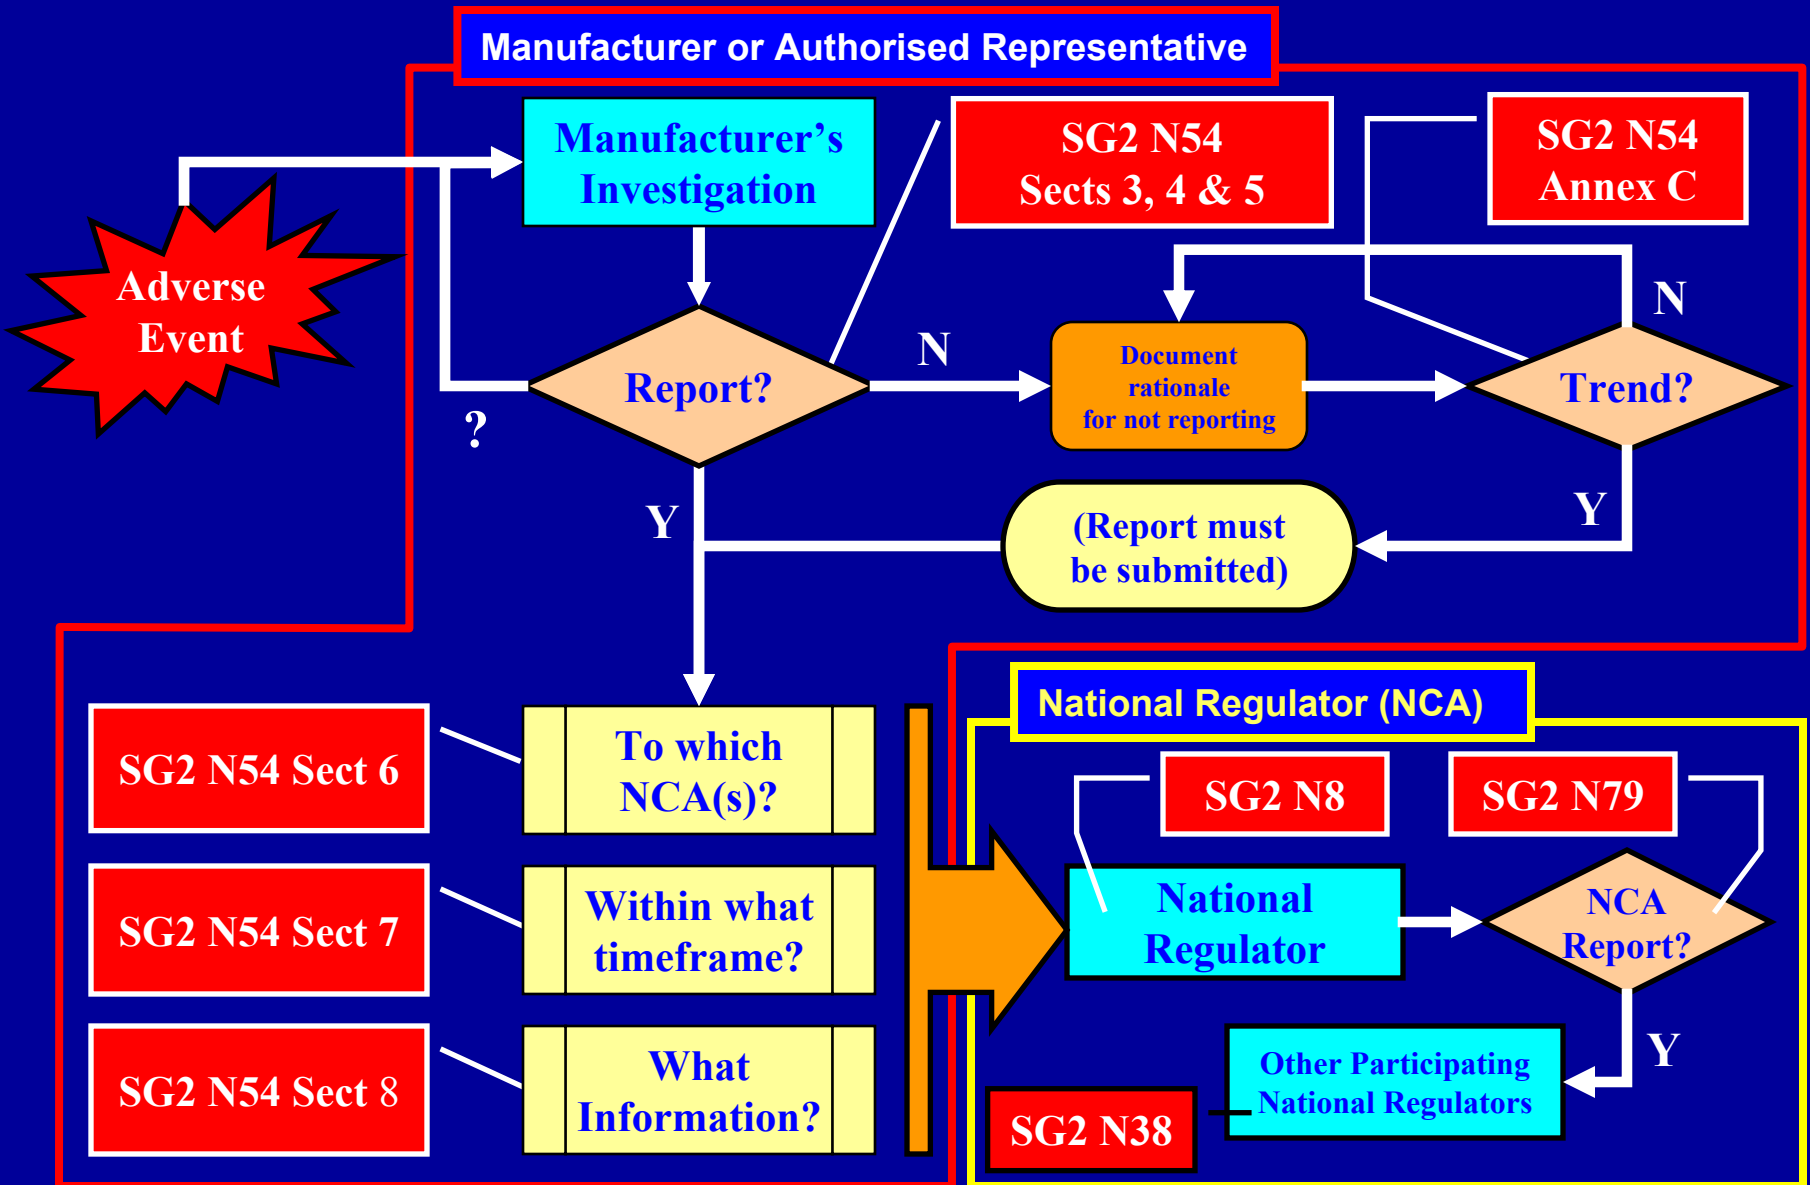 Manufacturer or Authorised Representative
Manufacturer’s
Investigation
SG2 N54
Sects 3, 4 & 5
SG2 N54
Annex C
Adverse
Event
Report?
?
N
Y
Document
rationale
for not reporting
Trend?
N
Y
(Report must
be submitted)
SG2 N54 Sect 6
To which
NCA(s)?
SG2 N54 Sect 7
Within what
timeframe?
SG2 N54 Sect 8
What
Information?
National Regulator (NCA)
SG2 N8
SG2 N79
National
Regulator
NCA
Report?
Y
Other Participating
National Regulators
SG2 N38